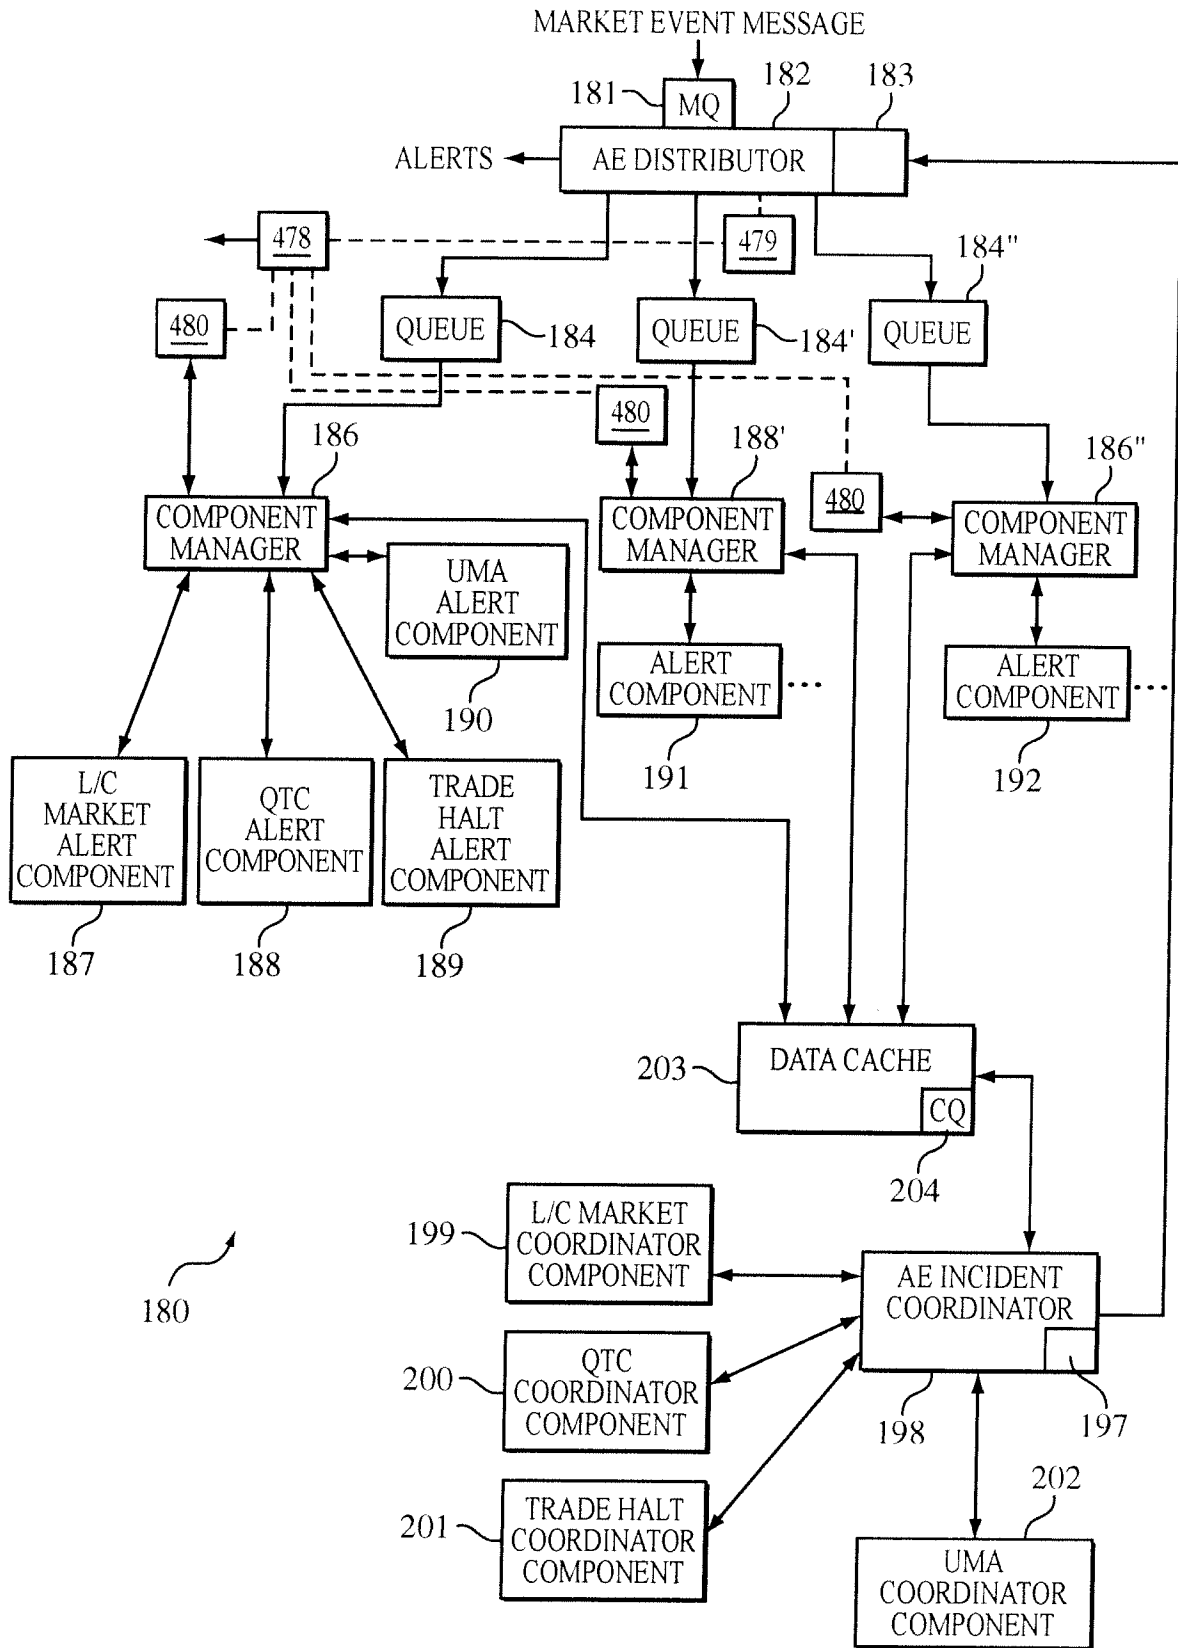 MARKET EVENT MESSAGE
181
MQ
182
183
ALERTS
AE DISTRIBUTOR
478
479
184"
480
QUEUE
184
QUEUE
184'
QUEUE
480
186
188'
480
186"
COMPONENT
MANAGER
COMPONENT
MANAGER
COMPONENT
MANAGER
UMA
ALERT
COMPONENT
190
ALERT
COMPONENT
...
191
ALERT
COMPONENT
...
192
L/C
MARKET
ALERT
COMPONENT
187
QTC
ALERT
COMPONENT
188
TRADE
HALT
ALERT
COMPONENT
189
203
DATA CACHE
CQ
204
199
L/C MARKET
COORDINATOR
COMPONENT
180
AE INCIDENT
COORDINATOR
197
198
200
QTC
COORDINATOR
COMPONENT
201
TRADE HALT
COORDINATOR
COMPONENT
202
UMA
COORDINATOR
COMPONENT